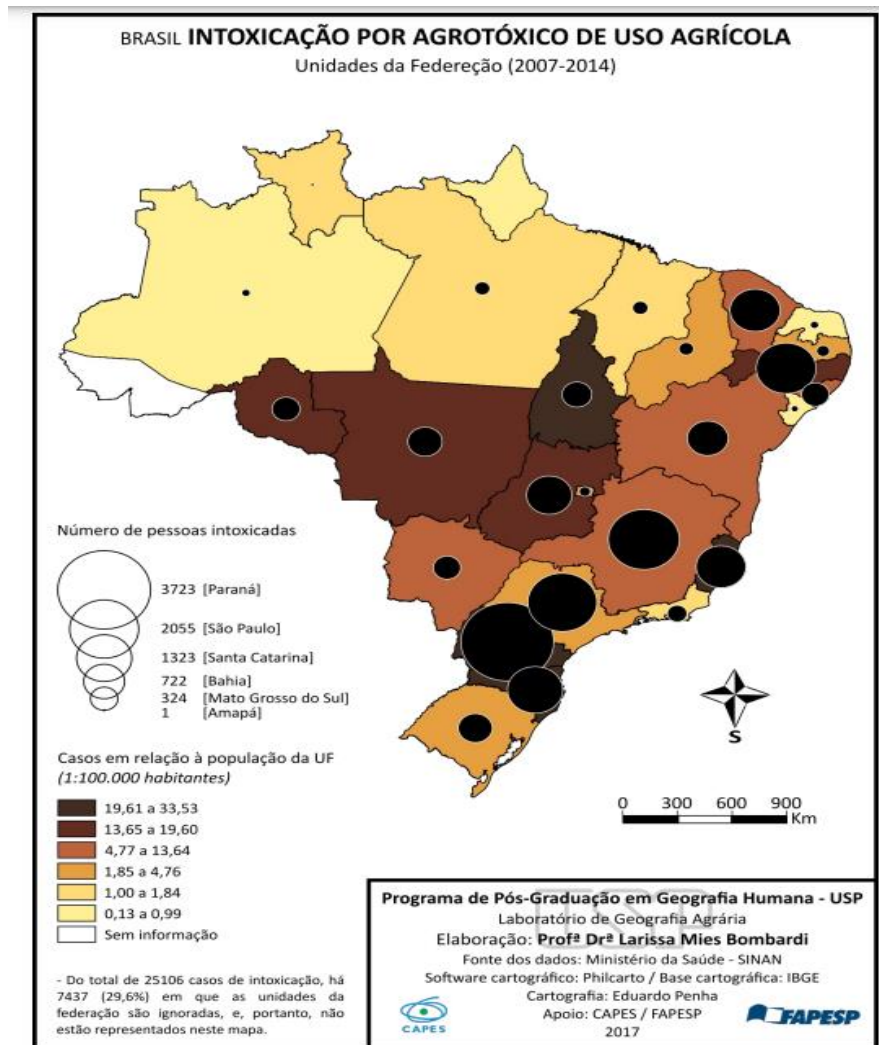 BRASIL INTOXICAÇÃO POR AGROTÓXICO DE USO AGRÍCOLA
Unidades da Federeção (2007-2014)
Número de pessoas intoxicadas
3723 [Paraná]
2055 [São Paulo]
1323 [Santa Catarina]
722 [Bahia]
324 [Mato Grosso do Sul]
1 [Amapá]
S
Casos em relação à população da UF
(1:100.000 habitantes)
19,61 a 33,53
13,65 a 19,60
4,77 a 13,64
1,85 a 4,76
1,00 a 1,84
0,13 a 0,99
Sem informação
0 300 600 900
Km
- Do total de 25106 casos de intoxicação, há
7437 (29,6%) em que as unidades da
federação são ignoradas, e, portanto, não
estão representados neste mapa.
USP
Programa de Pós-Graduação em Geografia Humana - USP
Laboratório de Geografia Agrária
Elaboração: Profª Drª Larissa Mies Bombardi
Fonte dos dados: Ministério da Saúde - SINAN
Software cartográfico: Philcarto / Base cartográfica: IBGE
Cartografia: Eduardo Penha
Apoio: CAPES / FAPESP
2017
CAPES
FAPESP